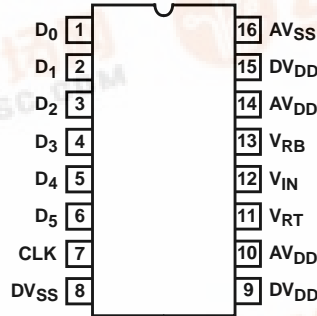 D0 1 16 AVSS
D1 2 15 DVDD
D2 3 14 AVDD
D3 4 13 VRB
D4 5 12 VIN
D5 6 11 VRT
CLK 7 10 AVDD
DVSS 8 9 DVDD